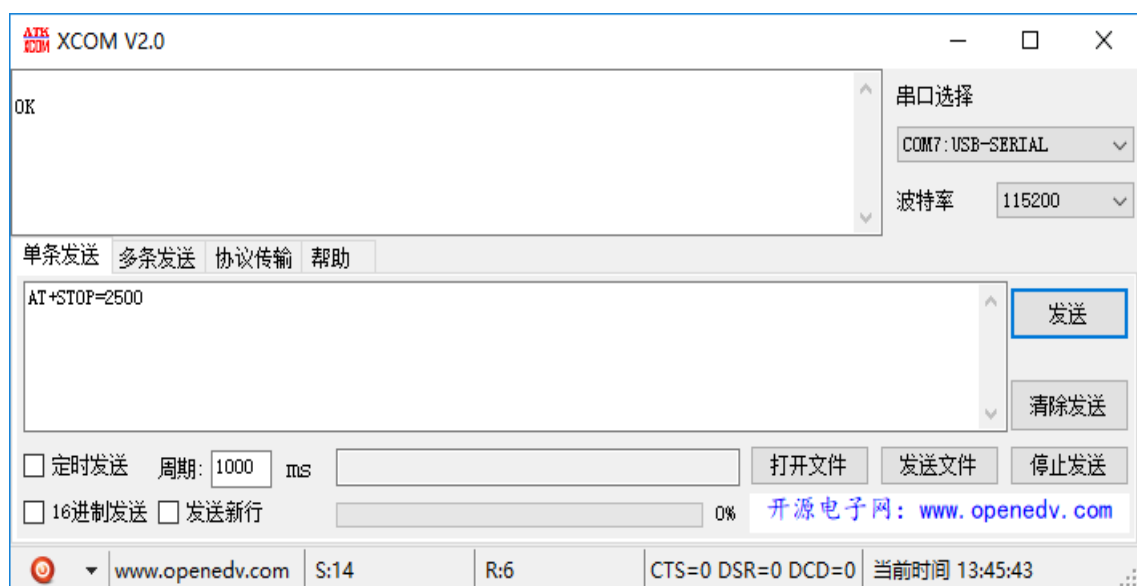 ATK XCOM XCOM V2.0
OK
串口选择
COM7:USB-SERIAL
波特率 115200
单条发送 多条发送 协议传输 帮助
AT+STOP=2500
发送
清除发送
定时发送 周期: 1000 ms 打开文件 发送文件 停止发送
16进制发送 发送新行 0% 开源电子网: www.openedv.com
www.openedv.com S:14 R:6 CTS=0 DSR=0 DCD=0 当前时间 13:45:43